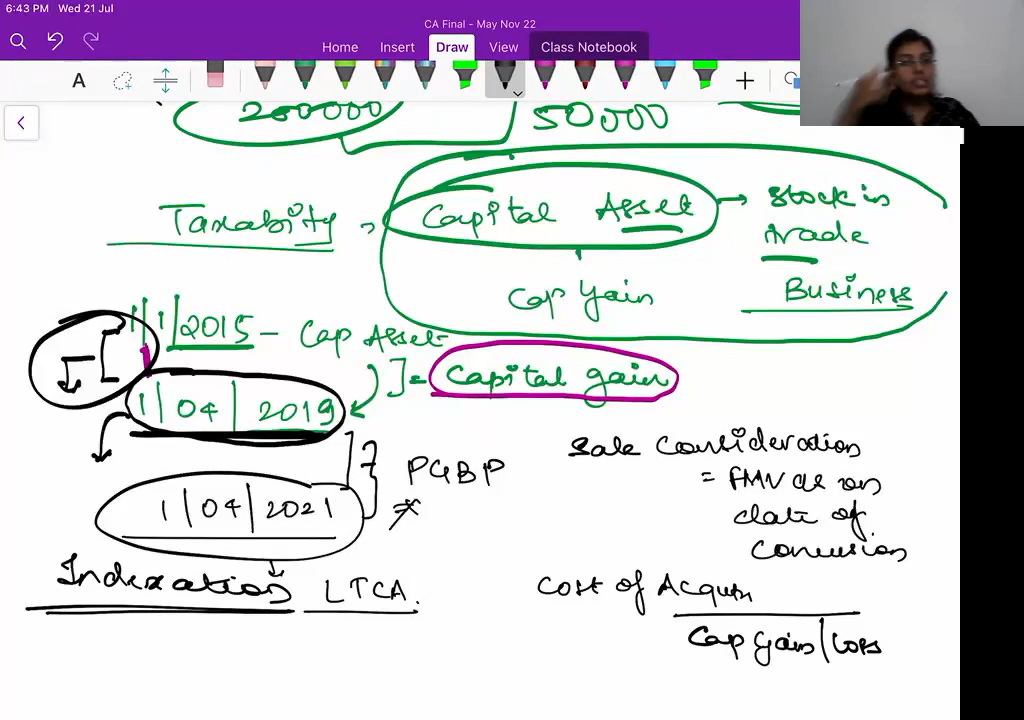 6:43 PM Wed 21 Jul
CA Final - May Nov 22
Home Insert Draw View Class Notebook
A
200000 50000
Taxability Capital Asset → Stock in
trade
Cap Gain Business
1/1/2015 - Cap Asset
] = Capital gain
1/04/2019
Sale Consideration
PGBP = FMV as on
1/04/2021 date of
Conversion
Indexation LTCA. Cost of Acqun
Cap Gain/Loss